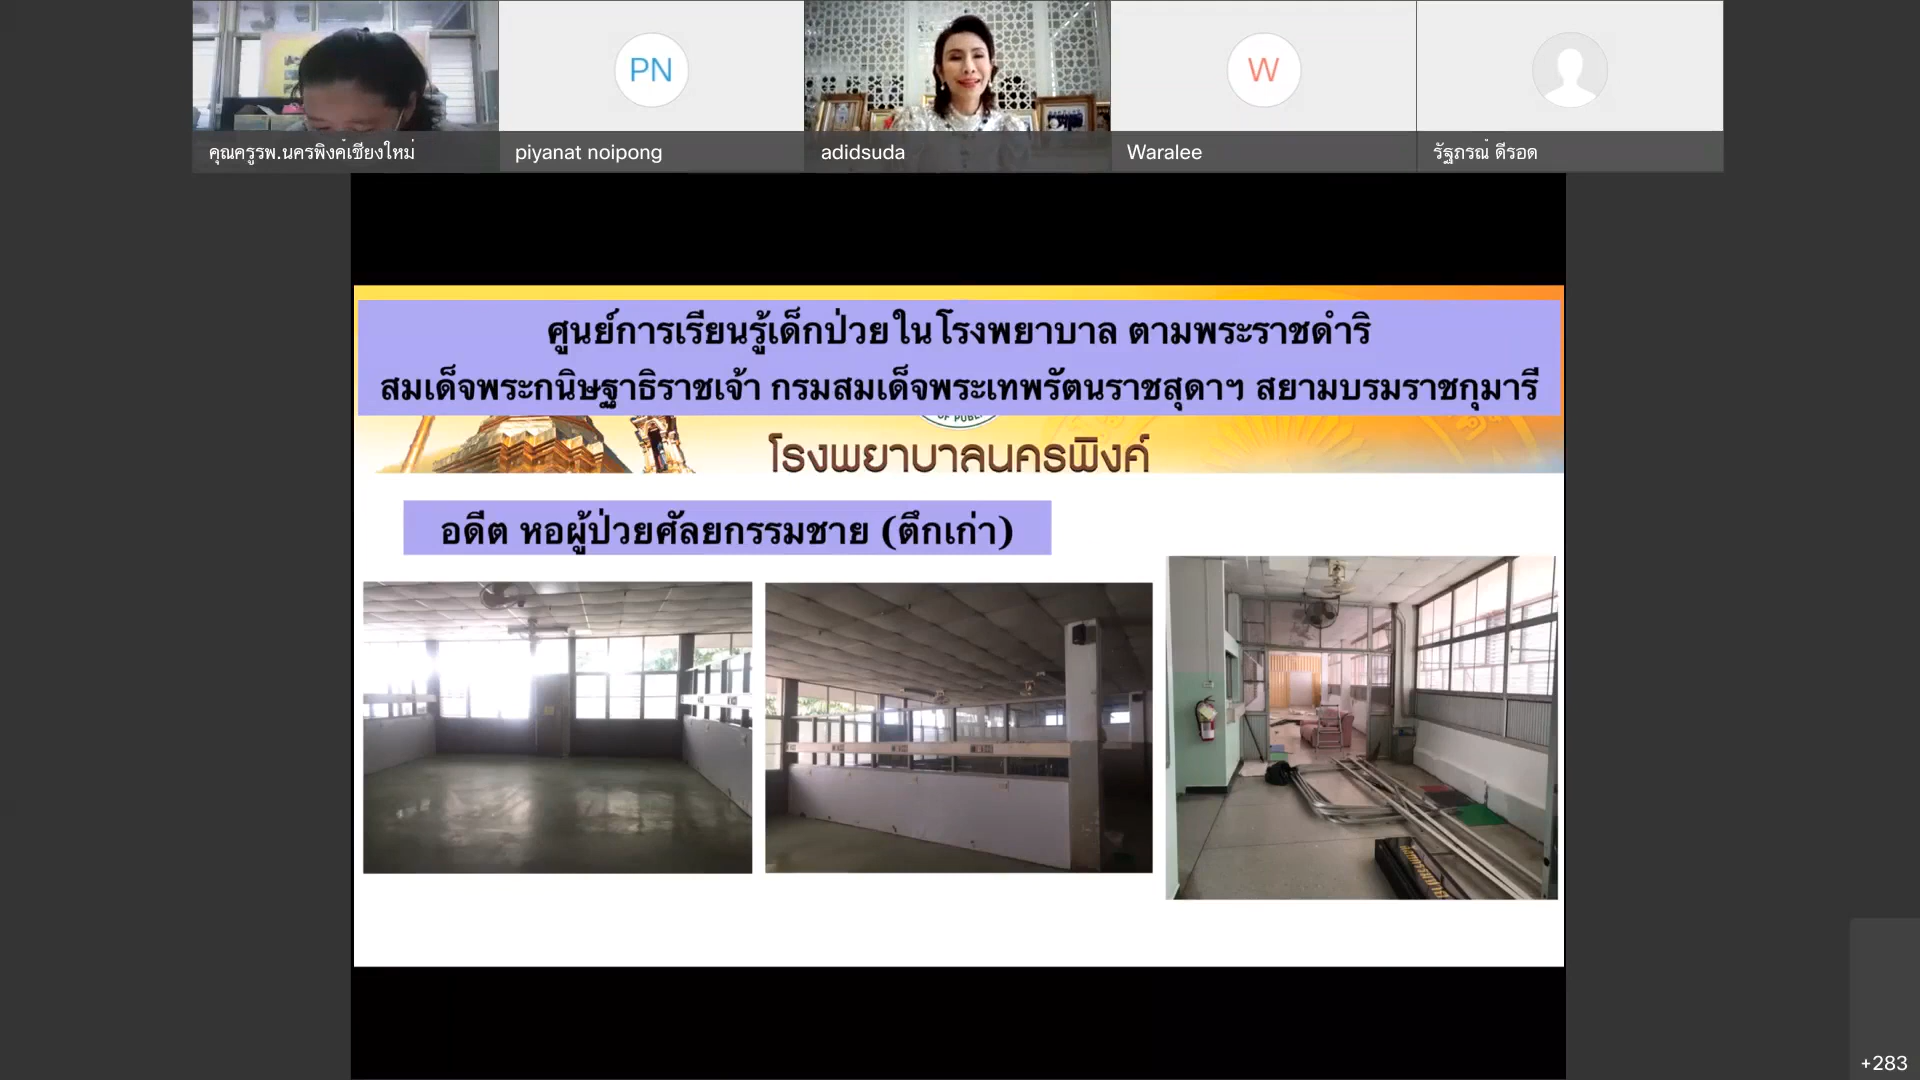 PN
W
คุณครูรพ.นครพิงค์เชียงใหม่
piyanat noipong
adidsuda
Waralee
รัฐภรณ์ ดีรอด
ศูนย์การเรียนรู้เด็กป่วยในโรงพยาบาล ตามพระราชดำริ
สมเด็จพระกนิษฐาธิราชเจ้า กรมสมเด็จพระเทพรัตนราชสุดาฯ สยามบรมราชกุมารี
โรงพยาบาลนครพิงค์
อดีต หอผู้ป่วยศัลยกรรมชาย (ตึกเก่า)
+283